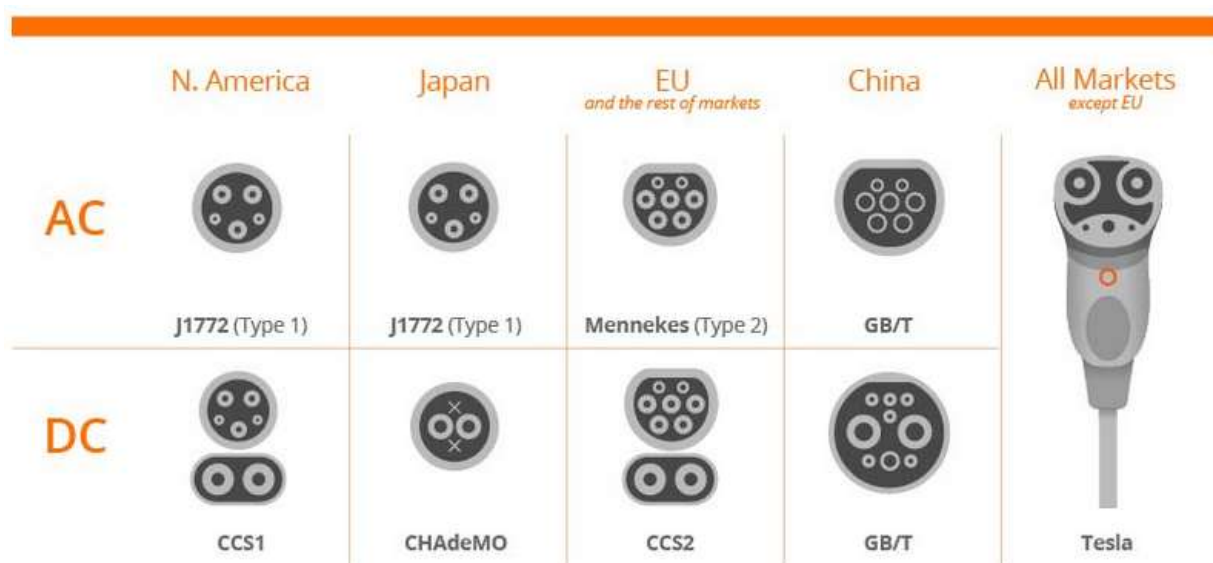 N. America
Japan
EU
and the rest of markets
China
All Markets
except EU
AC
J1772 (Type 1)
J1772 (Type 1)
Mennekes (Type 2)
GB/T
DC
CCS1
CHAdeMO
CCS2
GB/T
Tesla